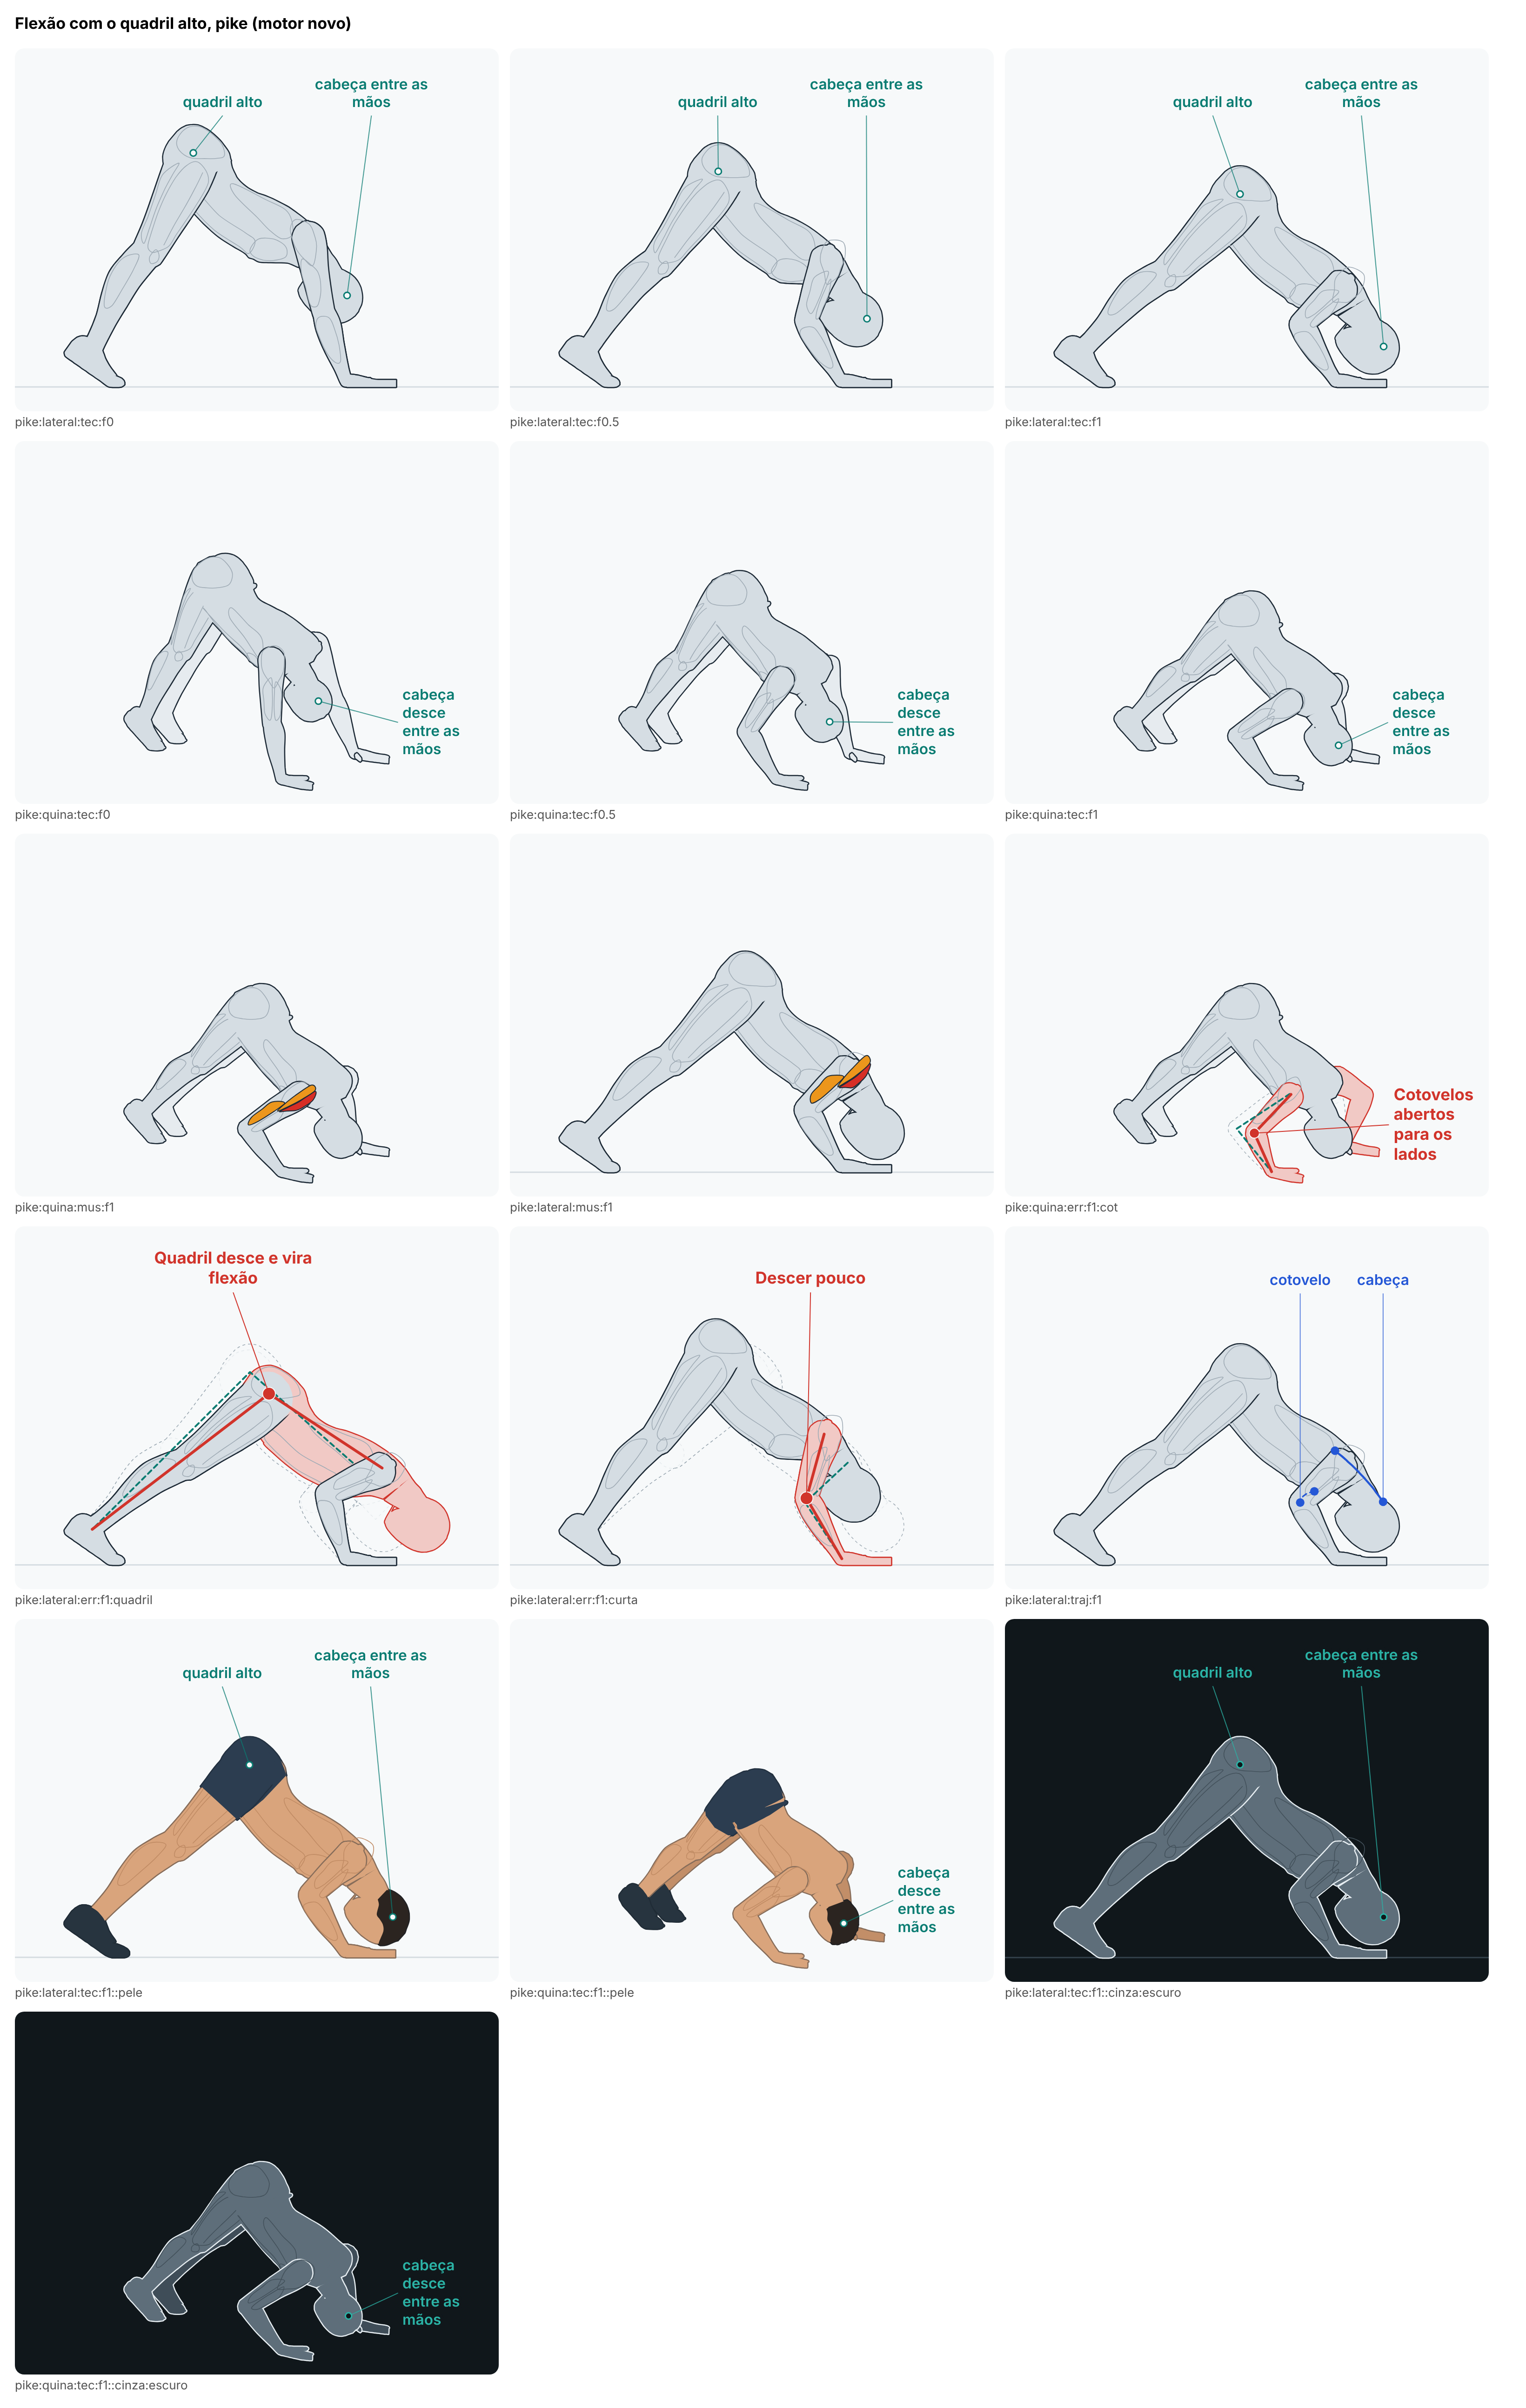 Flexão com o quadril alto, pike (motor novo)
quadril alto
cabeça entre as
mãos
quadril alto
cabeça entre as
mãos
quadril alto
cabeça entre as
mãos
pike:lateral:tec:f0
pike:lateral:tec:f0.5
pike:lateral:tec:f1
cabeça
desce
entre as
mãos
cabeça
desce
entre as
mãos
cabeça
desce
entre as
mãos
pike:quina:tec:f0
pike:quina:tec:f0.5
pike:quina:tec:f1
Cotovelos
abertos
para os
lados
pike:quina:mus:f1
pike:lateral:mus:f1
pike:quina:err:f1:cot
Quadril desce e vira
flexão
Descer pouco
cotovelo
cabeça
pike:lateral:err:f1:quadril
pike:lateral:err:f1:curta
pike:lateral:traj:f1
quadril alto
cabeça entre as
mãos
cabeça
desce
entre as
mãos
quadril alto
cabeça entre as
mãos
pike:lateral:tec:f1::pele
pike:quina:tec:f1::pele
pike:lateral:tec:f1::cinza:escuro
cabeça
desce
entre as
mãos
pike:quina:tec:f1::cinza:escuro